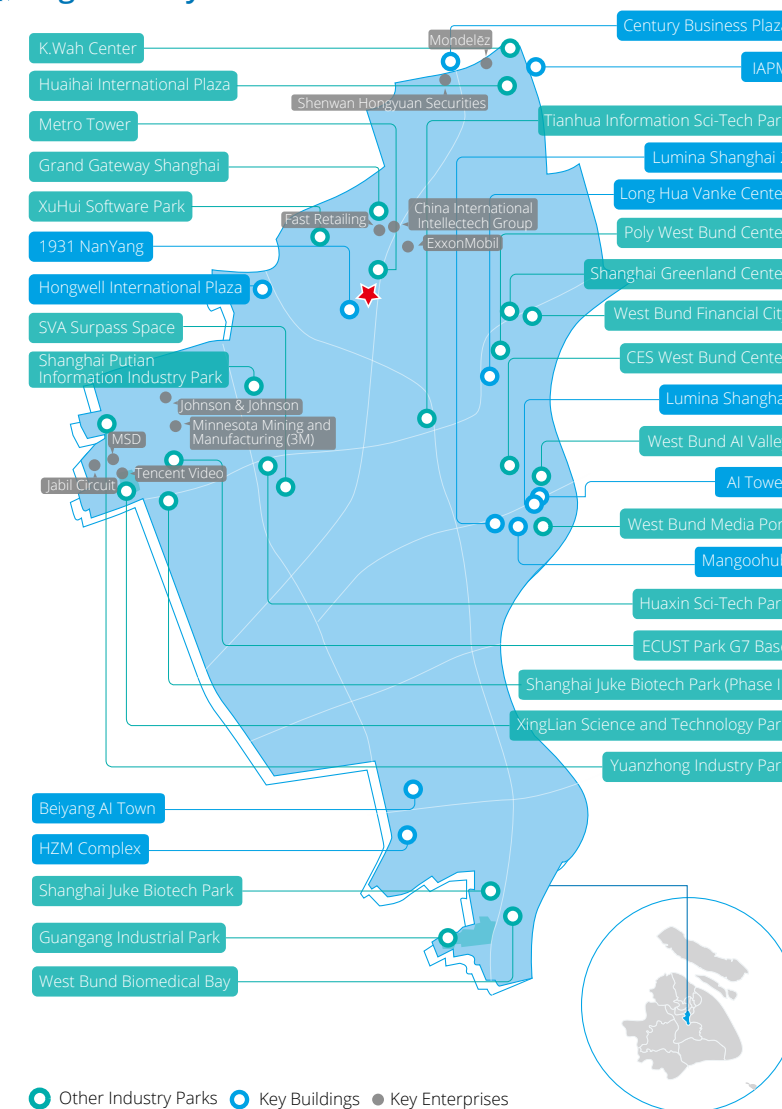 Century Business Plaza
K.Wah Center
Mondelēz
IAPM
Huaihai International Plaza
Shenwan Hongyuan Securities
Metro Tower
Tianhua Information Sci-Tech Par
Lumina Shanghai
Grand Gateway Shanghai
Long Hua Vanke Cente
XuHui Software Park
China International
Intellectech Group
Fast Retailing
Poly West Bund Cente
1931 NanYang
ExxonMobil
Shanghai Greenland Cente
Hongwell International Plaza
West Bund Financial Cit
SVA Surpass Space
CES West Bund Cente
Shanghai Putian
Information Industry Park
Lumina Shangha
Johnson & Johnson
Minnesota Mining and
Manufacturing (3M)
MSD
West Bund AI Valle
Tencent Video
Jabil Circuit
AI Towe
West Bund Media Por
Mangoohu
Huaxin Sci-Tech Par
ECUST Park G7 Bas
Shanghai Juke Biotech Park (Phase I
XingLian Science and Technology Par
Yuanzhong Industry Par
Beiyang AI Town
HZM Complex
Shanghai Juke Biotech Park
Guangang Industrial Park
West Bund Biomedical Bay
Other Industry Parks
Key Buildings
Key Enterprises